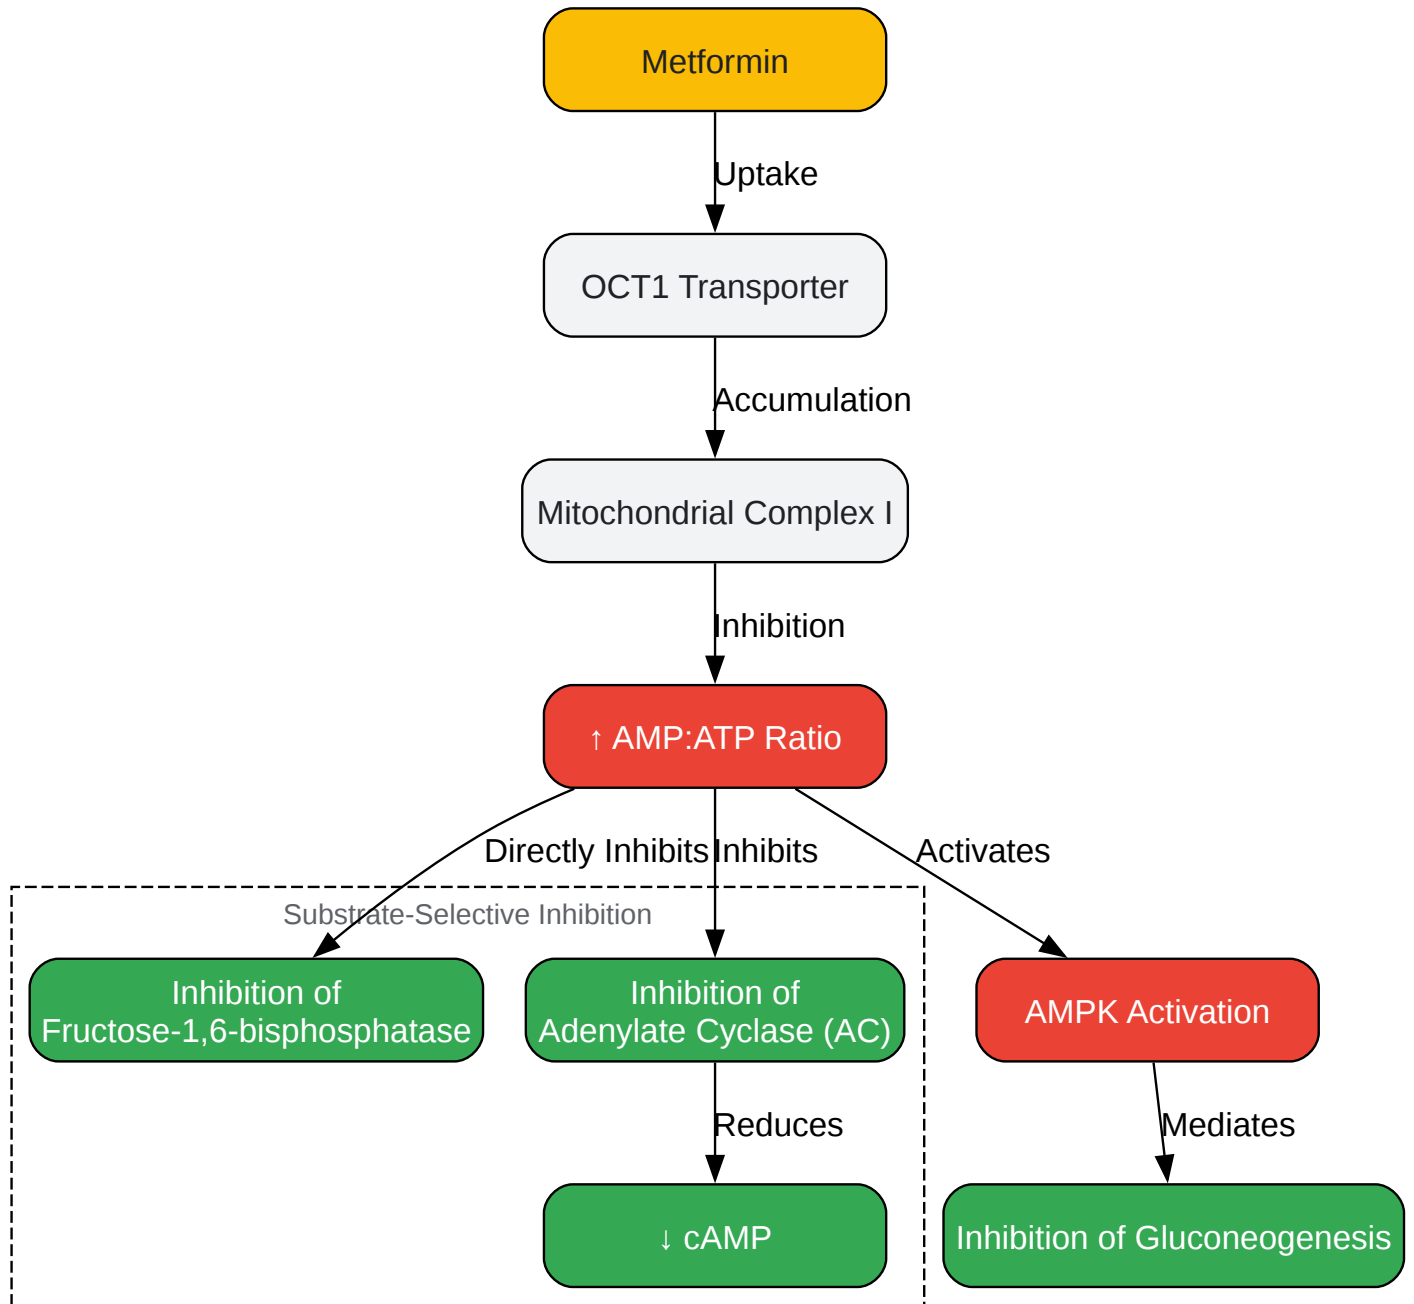 Metformin
Uptake
OCT1 Transporter
Accumulation
Mitochondrial Complex I
Inhibition
↑ AMP:ATP Ratio
Directly Inhibits
Inhibits
Activates
Substrate-Selective Inhibition
Inhibition of
Fructose-1,6-bisphosphatase
Inhibition of
Adenylate Cyclase (AC)
AMPK Activation
Reduces
Mediates
↓ cAMP
Inhibition of Gluconeogenesis